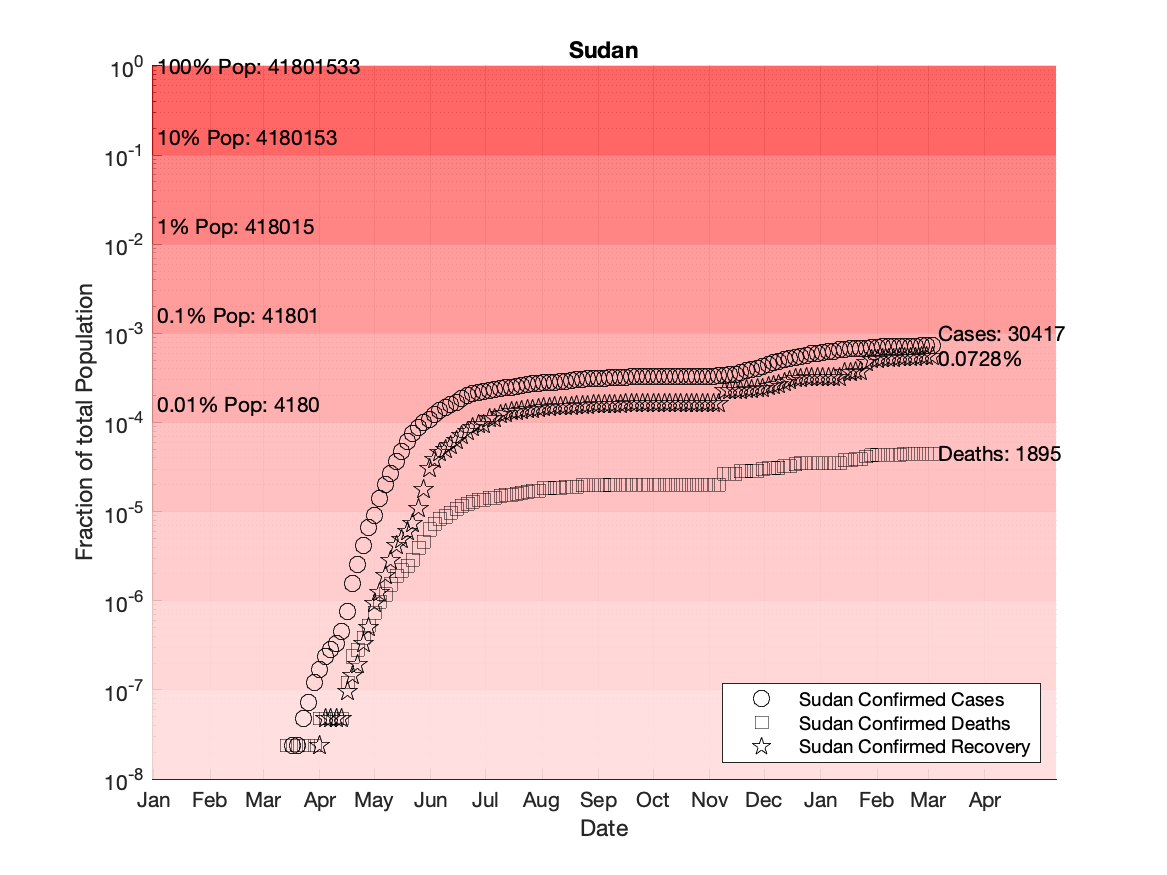 Sudan
10^0
100% Pop: 41801533
10% Pop: 4180153
10^-1
1% Pop: 418015
10^-2
0.1% Pop: 41801
10^-3
Cases: 30417
0.0728%
0.01% Pop: 4180
10^-4
Deaths: 1895
10^-5
10^-6
10^-7
10^-8
Fraction of total Population
Sudan Confirmed Cases
Sudan Confirmed Deaths
Sudan Confirmed Recovery
Jan Feb Mar Apr May Jun Jul Aug Sep Oct Nov Dec Jan Feb Mar Apr
Date